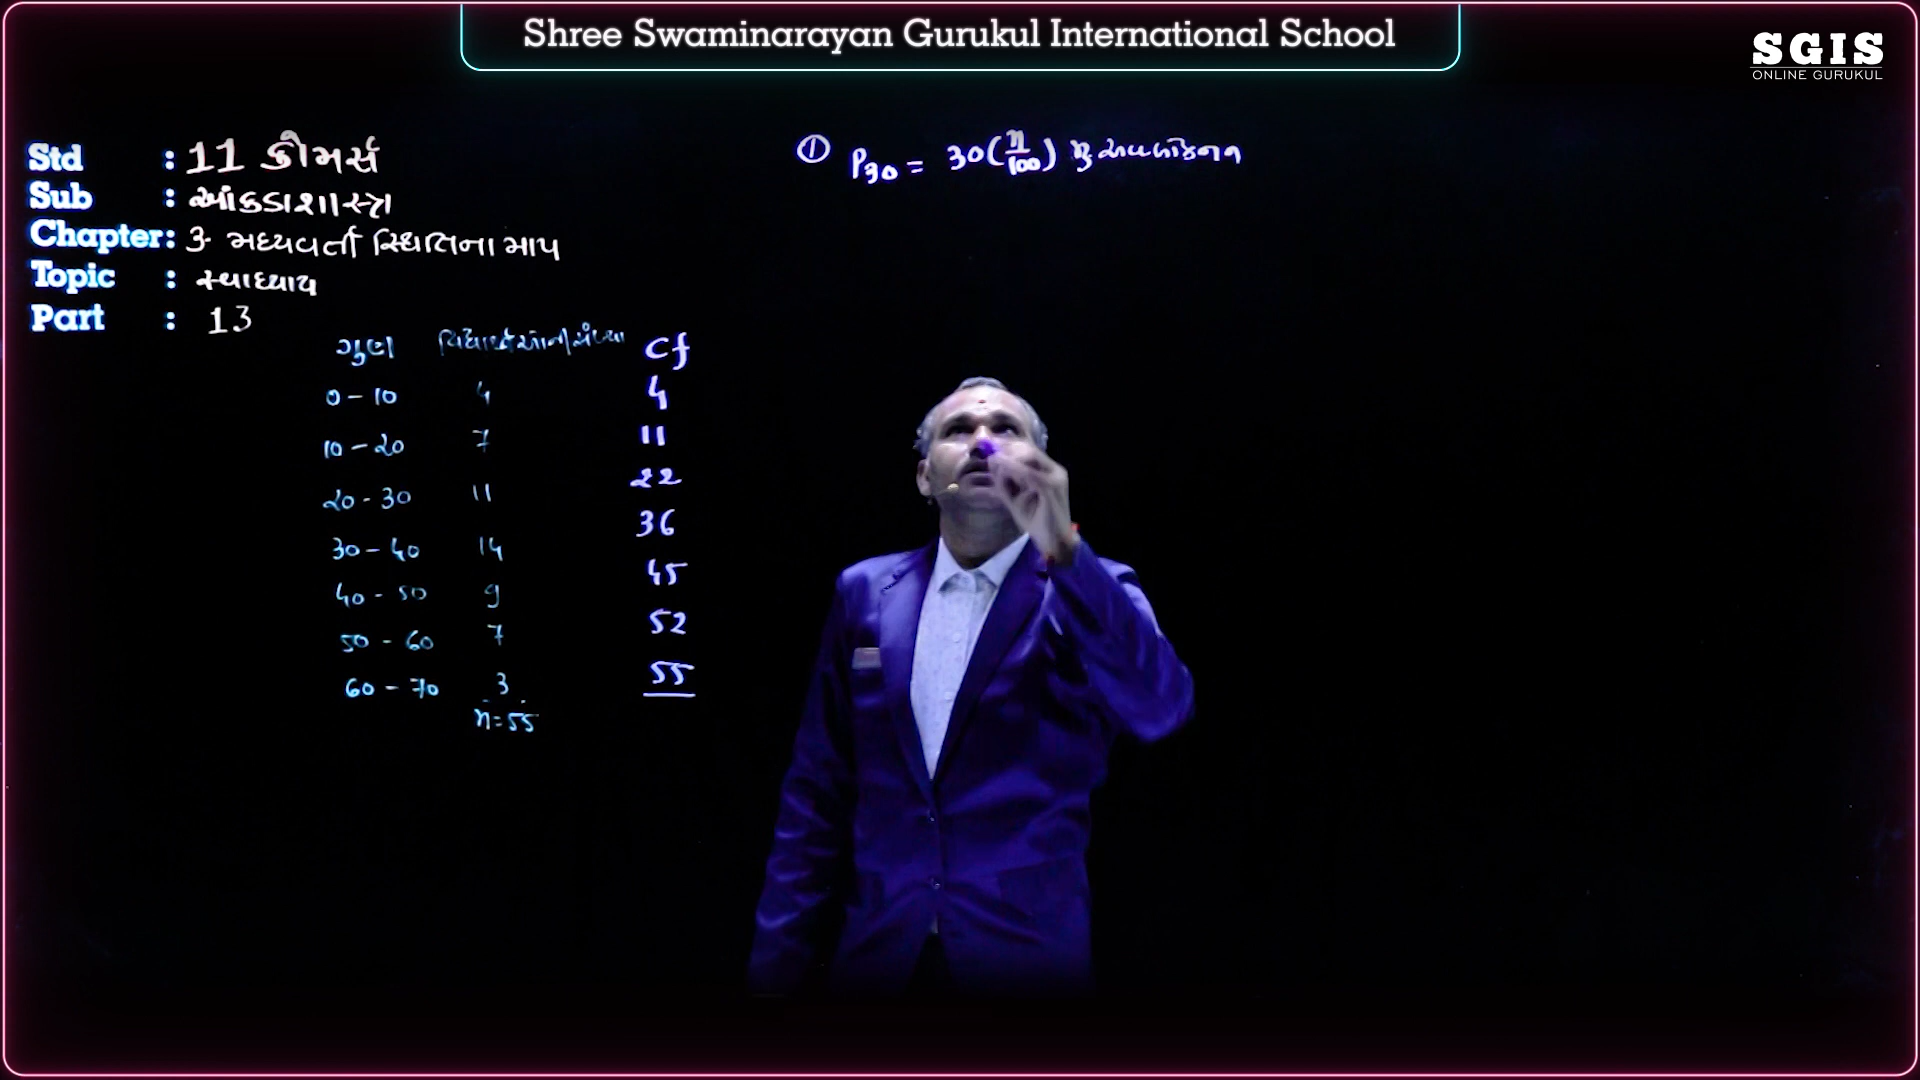 Shree Swaminarayan Gurukul International School
SGIS
ONLINE GURUKUL
Std : 11 કોમર્સ
Sub : આંકડાશાસ્ત્ર
Chapter: 3 મધ્યવર્તી સ્થિતિના માપ
Topic : સ્વાધ્યાય
Part : 13
ગુણ વિદ્યાર્થીઓની સંખ્યા Cf
0 – 10 4 4
10 – 20 7 11
20 - 30 11 22
30 – 40 14 36
40 - 50 9 45
50 - 60 7 52
60 - 70 3 55
n = 55
① P30 = 30(n/100) મું અવલોકન